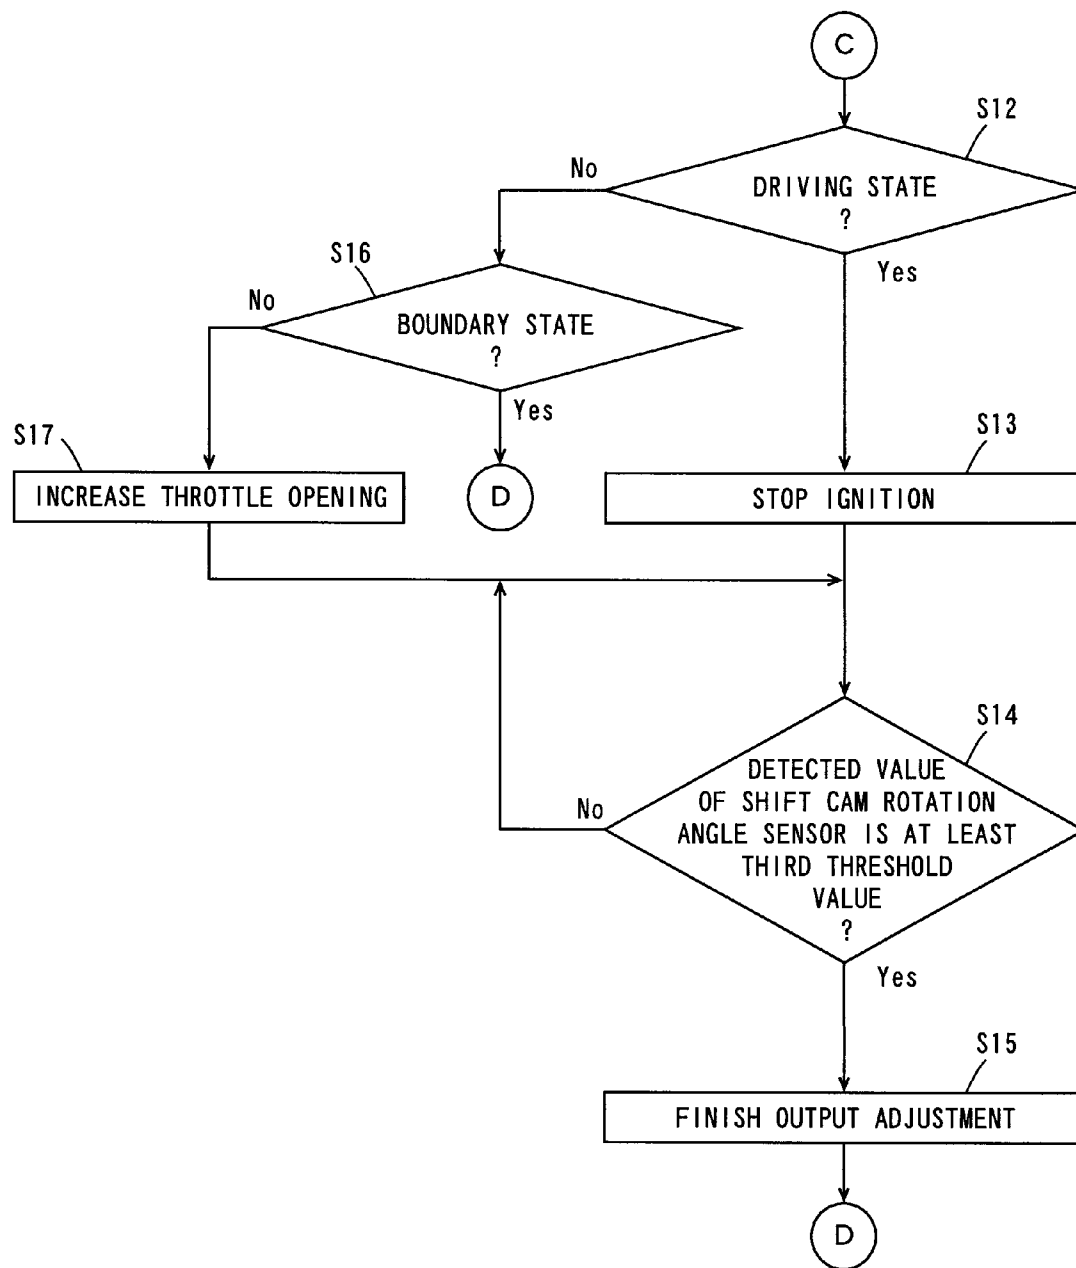 C
S12
No
DRIVING STATE
?
Yes
S16
No
BOUNDARY STATE
?
Yes
S17
INCREASE THROTTLE OPENING
D
S13
STOP IGNITION
S14
No
DETECTED VALUE
OF SHIFT CAM ROTATION
ANGLE SENSOR IS AT LEAST
THIRD THRESHOLD
VALUE
?
Yes
S15
FINISH OUTPUT ADJUSTMENT
D